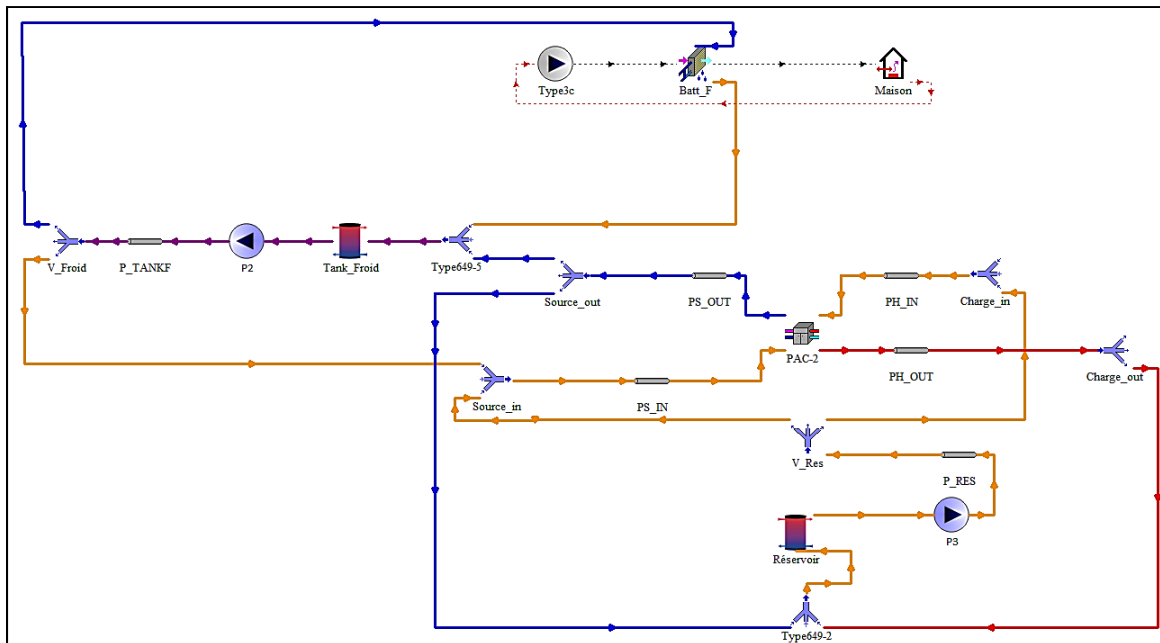 Type3c
Batt_F
Maison
V_Froid
P_TANKF
P2
Tank_Froid
Type649-5
Source_out
PS_OUT
PH_IN
Charge_in
PAC-2
PH_OUT
Charge_out
Source_in
PS_IN
V_Res
P_RES
P3
Réservoir
Type649-2